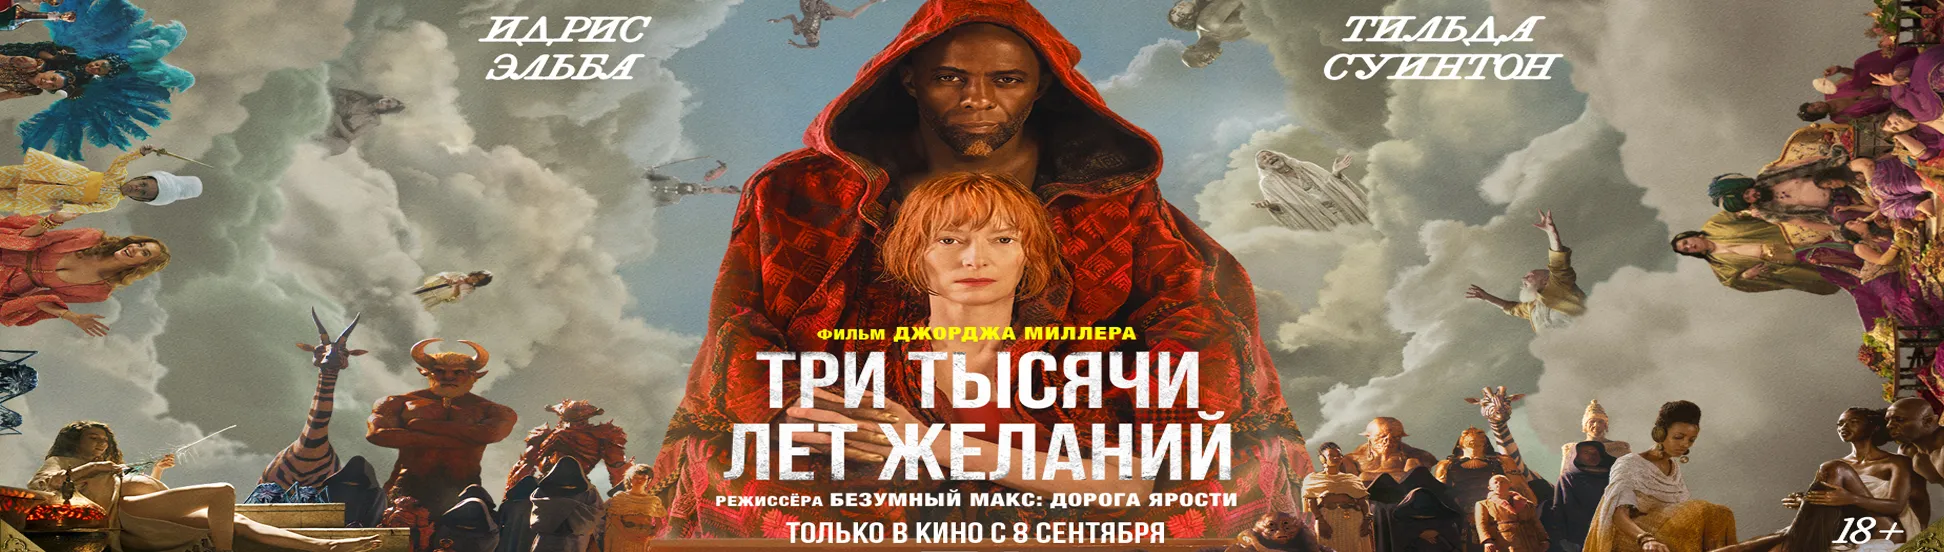 ИДРИС
ЭЛЬБА
ТИЛЬДА
СУИНТОН
ФИЛЬМ ДЖОРДЖА МИЛЛЕРА
ТРИ ТЫСЯЧИ
ЛЕТ ЖЕЛАНИЙ
РЕЖИССЁРА БЕЗУМНЫЙ МАКС: ДОРОГА ЯРОСТИ
ТОЛЬКО В КИНО С 8 СЕНТЯБРЯ
18+